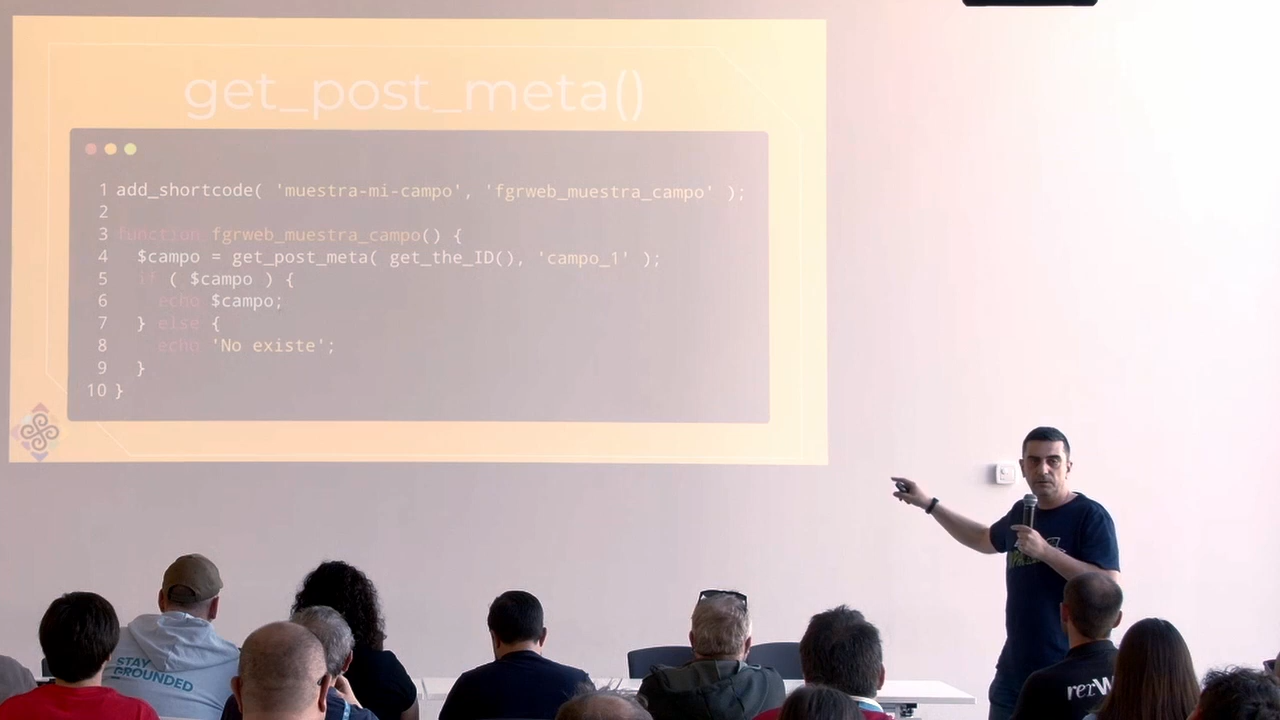 get_post_meta()
1 add_shortcode( 'muestra-mi-campo', 'fgrweb_muestra_campo' );
2
3 function fgrweb_muestra_campo() {
4 $campo = get_post_meta( get_the_ID(), 'campo_1' );
5 if ( $campo ) {
6 echo $campo;
7 } else {
8 echo 'No existe';
9 }
10 }
STAY
GROUNDED